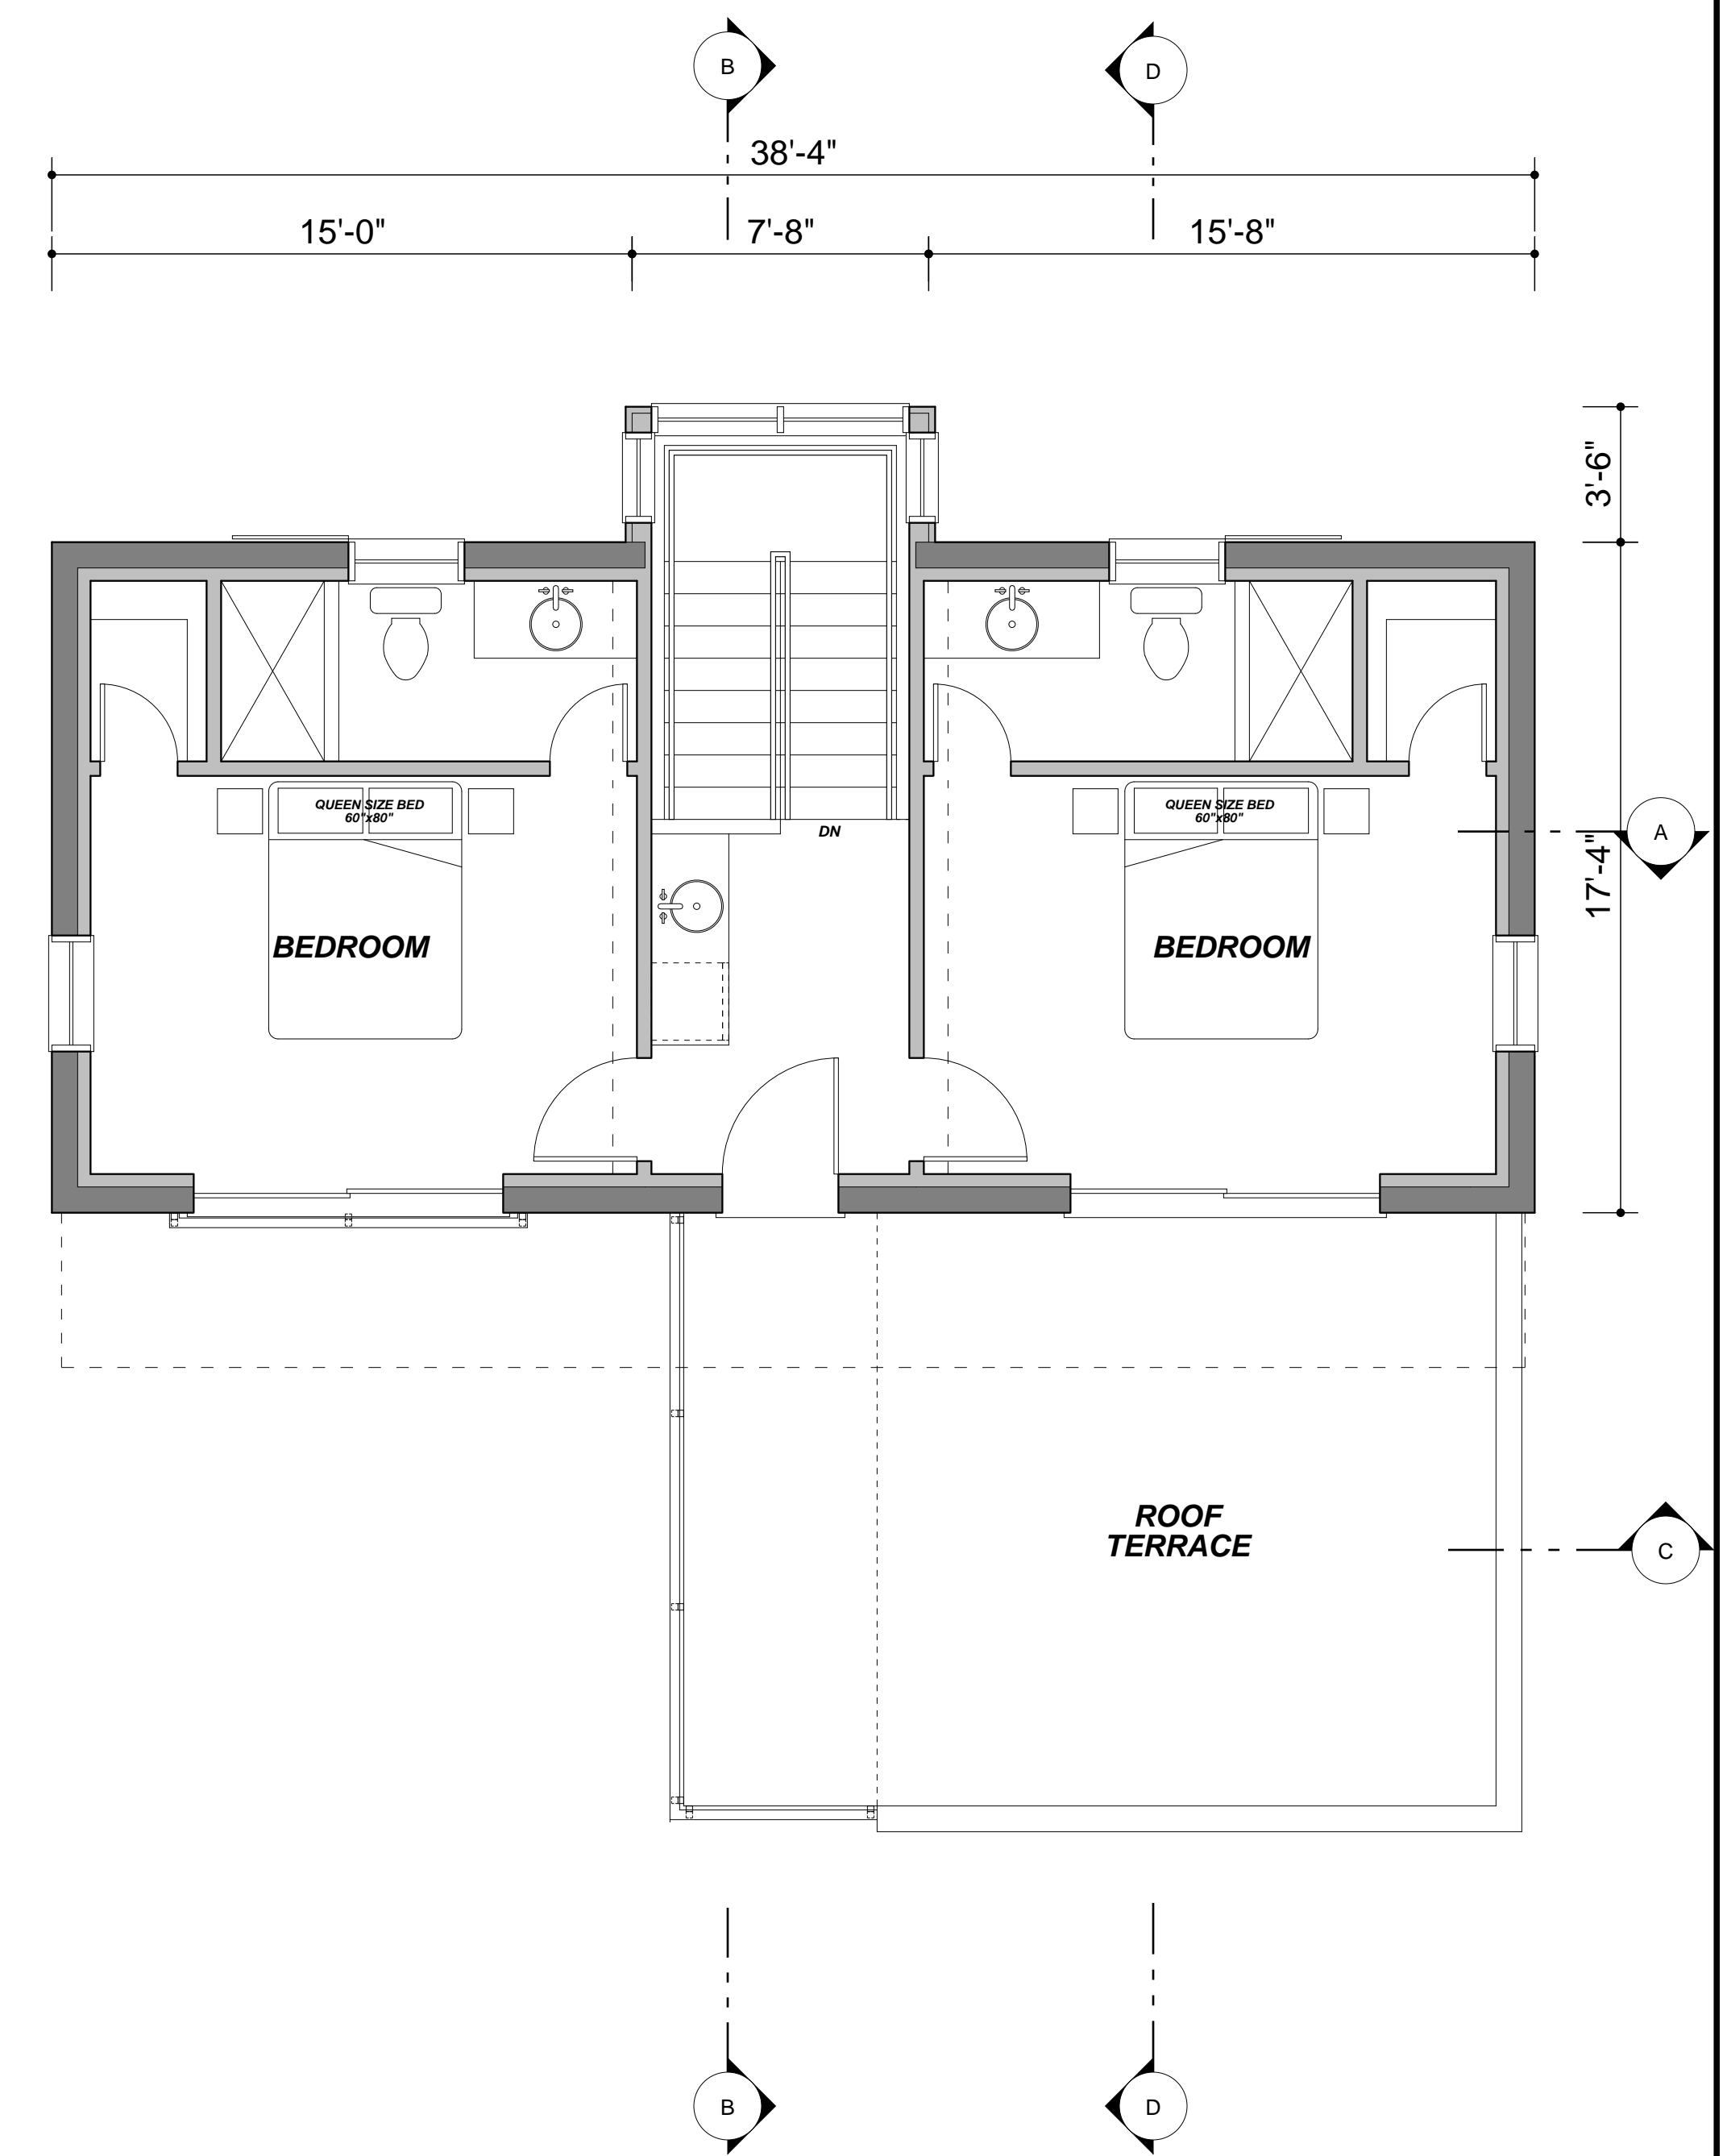 B
D
38'-4"
15'-0"
7'-8"
15'-8"
3'-6"
QUEEN SIZE BED
60"x80"
QUEEN SIZE BED
60"x80"
DN
A
17'-4"
BEDROOM
BEDROOM
ROOF
TERRACE
C
B
D